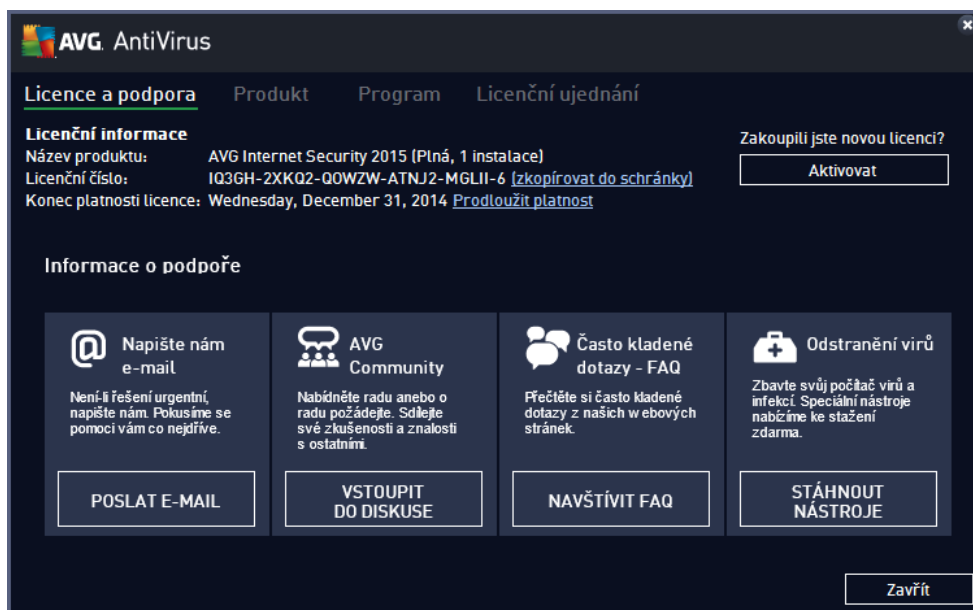 AVG. AntiVirus
Licence a podpora Produkt Program Licenční ujednání
Licenční informace
Název produktu: AVG Internet Security 2015 (Plná, 1 instalace)
Licenční číslo: IQ3GH-2XKQ2-QOWZW-ATNJ2-MGLII-6 (zkopírovat do schránky)
Konec platnosti licence: Wednesday, December 31, 2014 Prodloužit platnost
Zakoupili jste novou licenci?
Aktivovat
Informace o podpoře
Napište nám
e-mail
Není-li řešení urgentní,
napište nám. Pokusíme se
pomoci vám co nejdříve.
POSLAT E-MAIL
AVG
Community
Nabídněte radu anebo o
radu požádejte. Sdílejte
své zkušenosti a znalosti
s ostatními.
VSTOUPIT
DO DISKUSE
Často kladené
dotazy - FAQ
Přečtěte si často kladené
dotazy z našich webových
stránek.
NAVŠTÍVIT FAQ
Odstranění virů
Zbavte svůj počítač virů a
infekcí. Speciální nástroje
nabízíme ke stažení
zdarma.
STÁHNOUT
NÁSTROJE
Zavřít